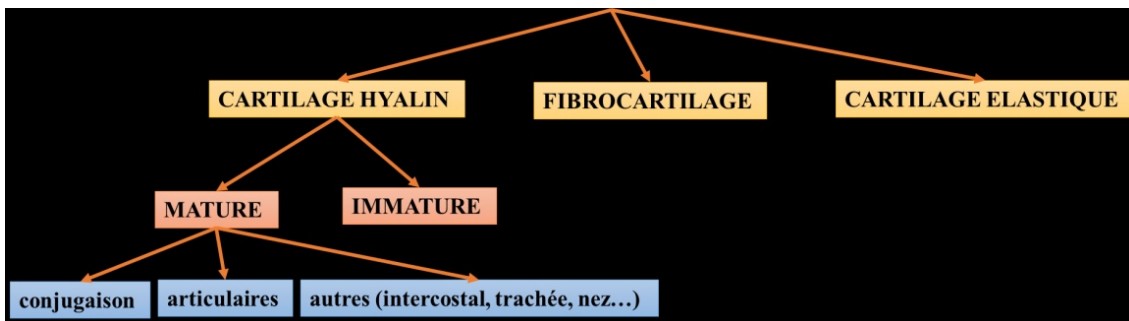 CARTILAGE HYALIN
FIBROCARTILAGE
CARTILAGE ELASTIQUE
MATURE
IMMATURE
conjugaison
articulaires
autres (intercostal, trachée, nez…)